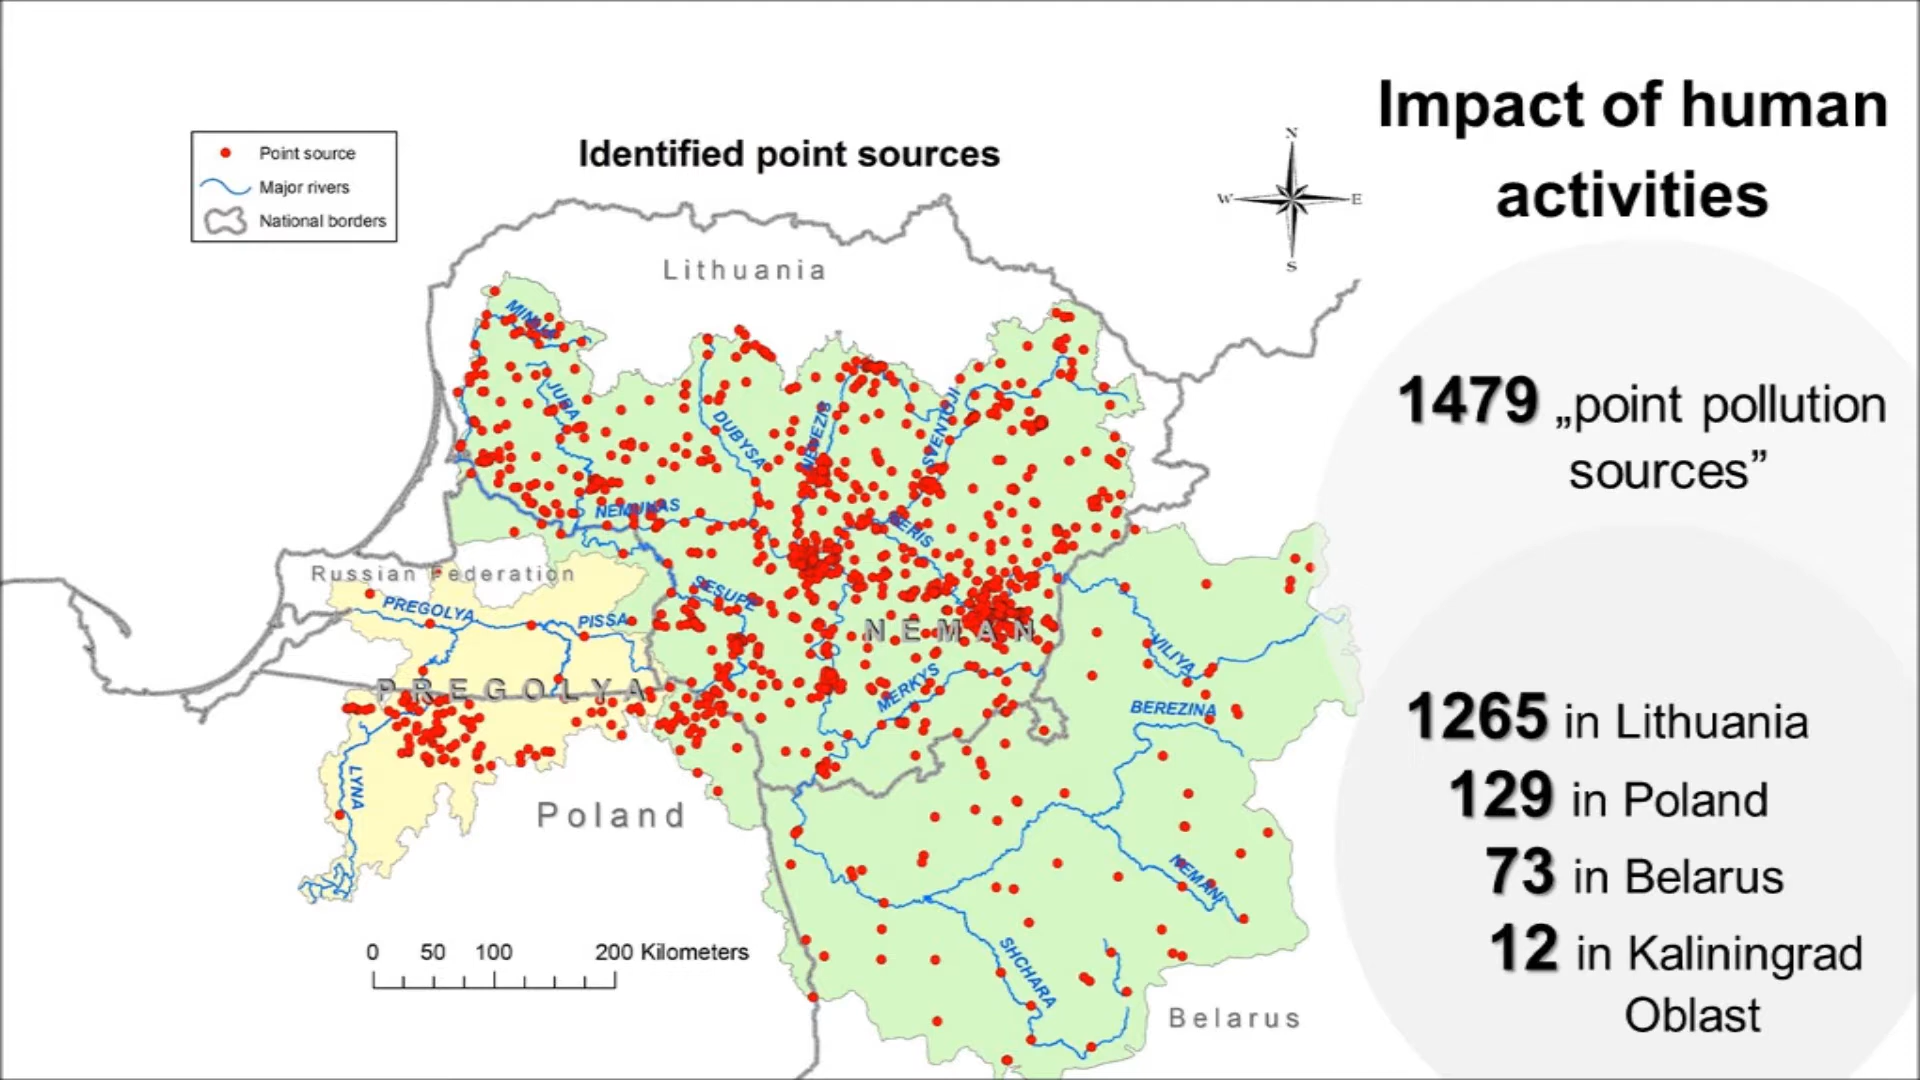 Impact of human
activities
Identified point sources
Point source
Major rivers
National borders
N
W
E
S
Lithuania
MINIJA
JURA
DUBYSA
NEVEZIS
SVENTOJI
NEMUNAS
NERIS
Russian Federation
PREGOLYA
PISSA
SESUPE
NEMAN
VILIYA
PREGOLYA
MERKYS
BEREZINA
LYNA
Poland
NEMAN
SHCHARA
Belarus
0 50 100 200 Kilometers
1479 „point pollution
sources”
1265 in Lithuania
129 in Poland
73 in Belarus
12 in Kaliningrad
Oblast